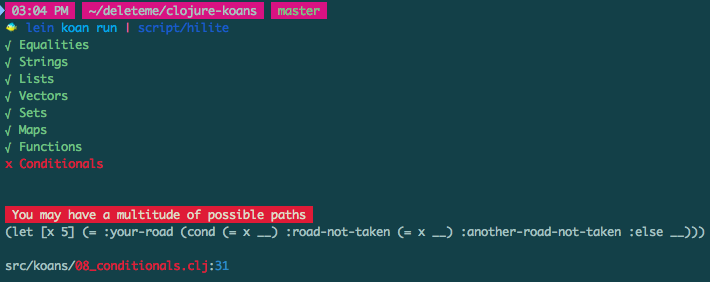 03:04 PM ~/deleteme/clojure-koans master
lein koan run | script/hilite
√ Equalities
√ Strings
√ Lists
√ Vectors
√ Sets
√ Maps
√ Functions
x Conditionals
You may have a multitude of possible paths
(let [x 5] (= :your-road (cond (= x __) :road-not-taken (= x __) :another-road-not-taken :else __)))
src/koans/08_conditionals.clj:31